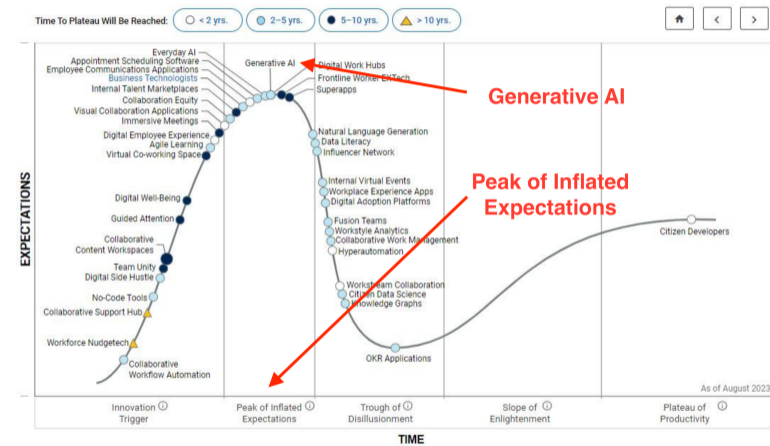 Time To Plateau Will Be Reached:
< 2 yrs.
2–5 yrs.
5–10 yrs.
> 10 yrs.
EXPECTATIONS
Everyday AI
Appointment Scheduling Software
Employee Communications Applications
Business Technologists
Internal Talent Marketplaces
Collaboration Equity
Visual Collaboration Applications
Immersive Meetings
Digital Employee Experience
Agile Learning
Virtual Co-working Space
Digital Well-Being
Guided Attention
Collaborative
Content Workspaces
Team Unity
Digital Side Hustle
No-Code Tools
Collaborative Support Hub
Workforce Nudgetech
Collaborative
Workflow Automation
Generative AI
Digital Work Hubs
Frontline Worker EXTech
Superapps
Natural Language Generation
Data Literacy
Influencer Network
Internal Virtual Events
Workplace Experience Apps
Digital Adoption Platforms
Fusion Teams
Workstyle Analytics
Collaborative Work Management
Hyperautomation
Workstream Collaboration
Citizen Data Science
Knowledge Graphs
OKR Applications
Citizen Developers
Generative AI
Peak of Inflated
Expectations
As of August 2023
Innovation
Trigger
Peak of Inflated
Expectations
Trough of
Disillusionment
Slope of
Enlightenment
Plateau of
Productivity
TIME